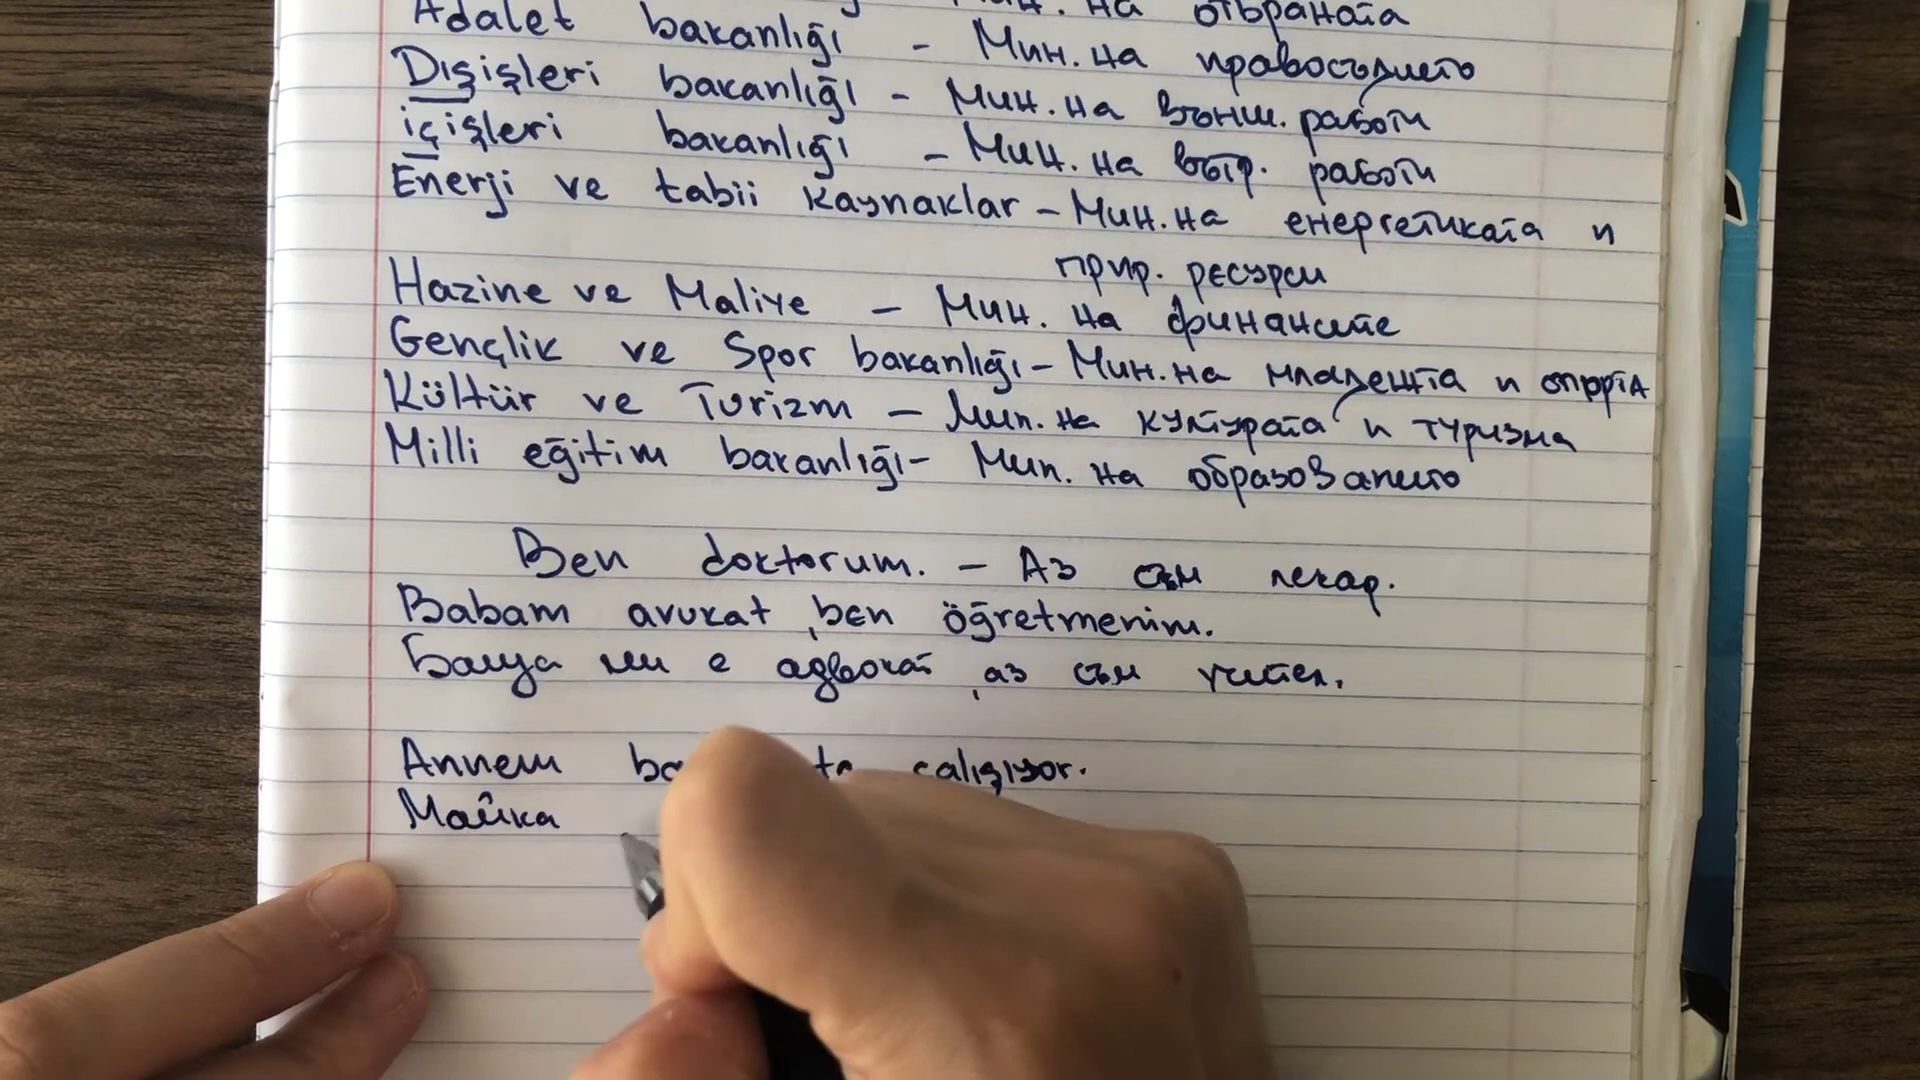 на отбраната
Adalet bakanlığı - Мин. на правосъдието
Dışişleri bakanlığı - Мин. на външ. работи
içişleri bakanlığı - Мин. на вътр. работи
Enerji ve tabii kaynaklar - Мин. на енергетиката и
прир. ресурси
Hazine ve Maliye - Мин. на финансите
Gençlik ve Spor bakanlığı - Мин. на младежта и спорта
Kültür ve Turizm - Мин. на културата и туризма
Milli eğitim bakanlığı - Мин. на образованието
Ben doktorum. - Аз съм лекар.
Babam avukat, ben öğretmenim.
Баща ми е адвокат, аз съм учител.
Annem çalışıyor.
Майка